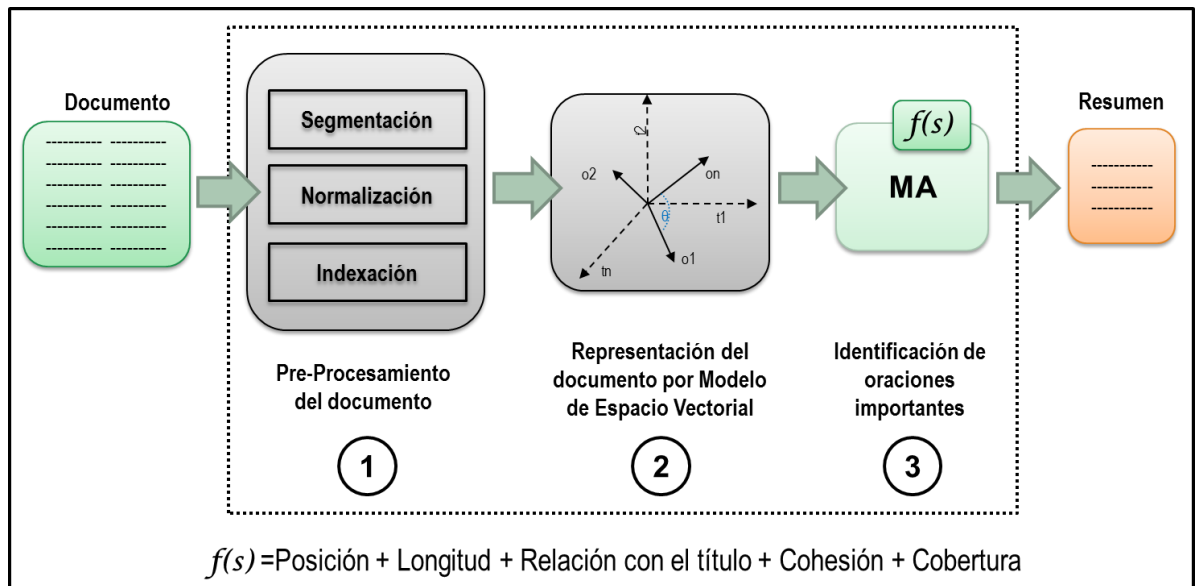 Documento
Segmentación
Normalización
Indexación
t2
o2
on
θ
t1
o1
tn
f(s)
MA
Resumen
Pre-Procesamiento
del documento
Representación del
documento por Modelo
de Espacio Vectorial
Identificación de
oraciones
importantes
1
2
3
f(s) =Posición + Longitud + Relación con el título + Cohesión + Cobertura